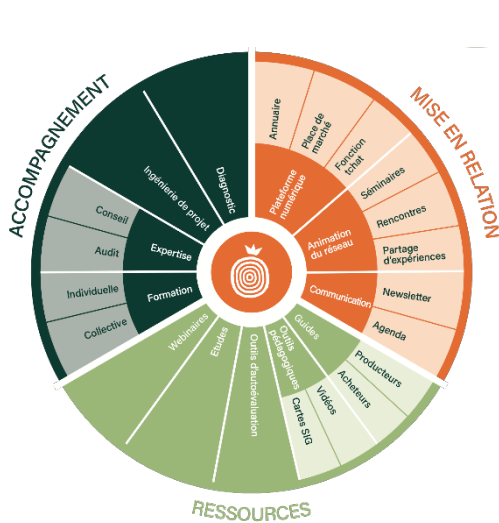 ACCOMPAGNEMENT
Diagnostic
Ingénierie de projet
Expertise
Conseil
Audit
Formation
Individuelle
Collective
MISE EN RELATION
Plateforme
numérique
Annuaire
Place de
marché
Fonction
tchat
Animation
du réseau
Séminaires
Rencontres
Partage
d'expériences
Communication
Newsletter
Agenda
RESSOURCES
Guides
Producteurs
Acheteurs
Outils
pédagogiques
Vidéos
Cartes SIG
Outils d'autoévaluation
Etudes
Webinaires